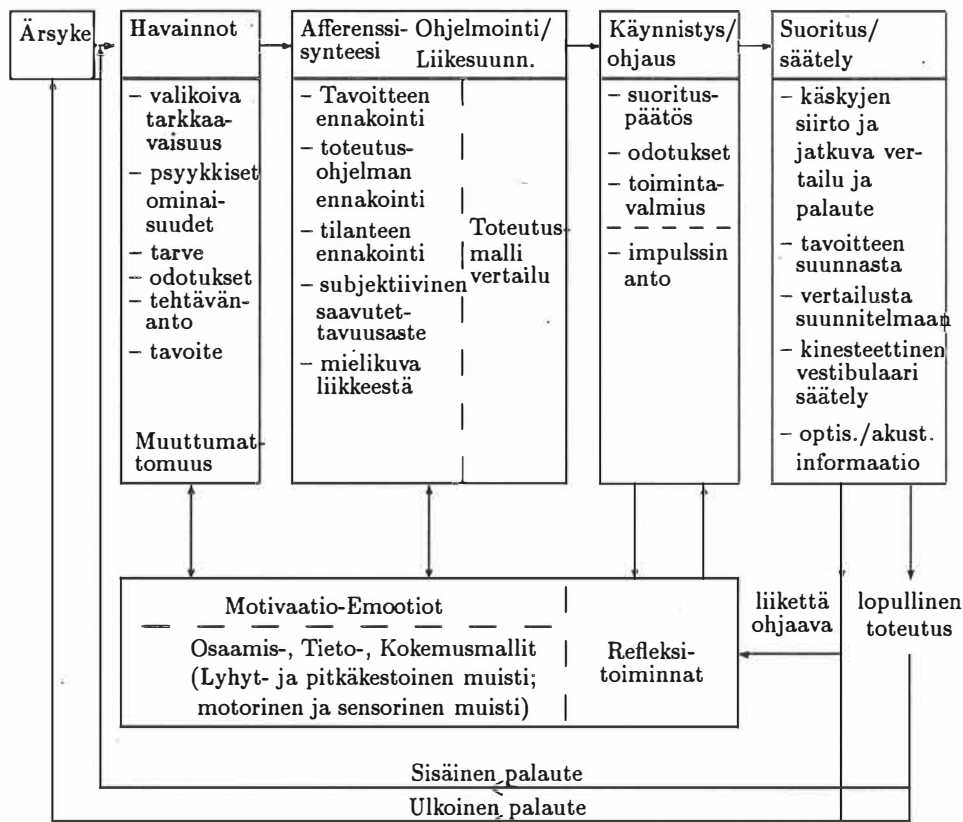 Ärsyke
Havainnot
– valikoiva
tarkkaa-
vaisuus
– psyykkiset
ominai-
suudet
– tarve
– odotukset
– tehtävän-
anto
– tavoite
Muuttumat-
tomuus
Afferenssi-
synteesi
Ohjelmointi/
Liikesuunn.
– Tavoitteen
ennakointi
– toteutus-
ohjelman
ennakointi
– tilanteen
ennakointi
– subjektiivinen
saavutet-
tavuusaste
– mielikuva
liikkeestä
Toteutus-
malli
vertailu
Käynnistys/
ohjaus
– suoritus-
päätös
– odotukset
– toiminta-
valmius
– impulssin
anto
Suoritus/
säätely
– käskyjen
siirto ja
jatkuva ver-
tailu ja
palaute
– tavoitteen
suunnasta
– vertailusta
suunnitelmaan
– kinesteettinen
vestibulaari
säätely
– optis./akust.
informaatio
Motivaatio-Emootiot
Osaamis-, Tieto-, Kokemusmallit
(Lyhyt- ja pitkäkestoinen muisti;
motorinen ja sensorinen muisti)
Refleksi-
toiminnat
liikettä
ohjaava
lopullinen
toteutus
Sisäinen palaute
Ulkoinen palaute